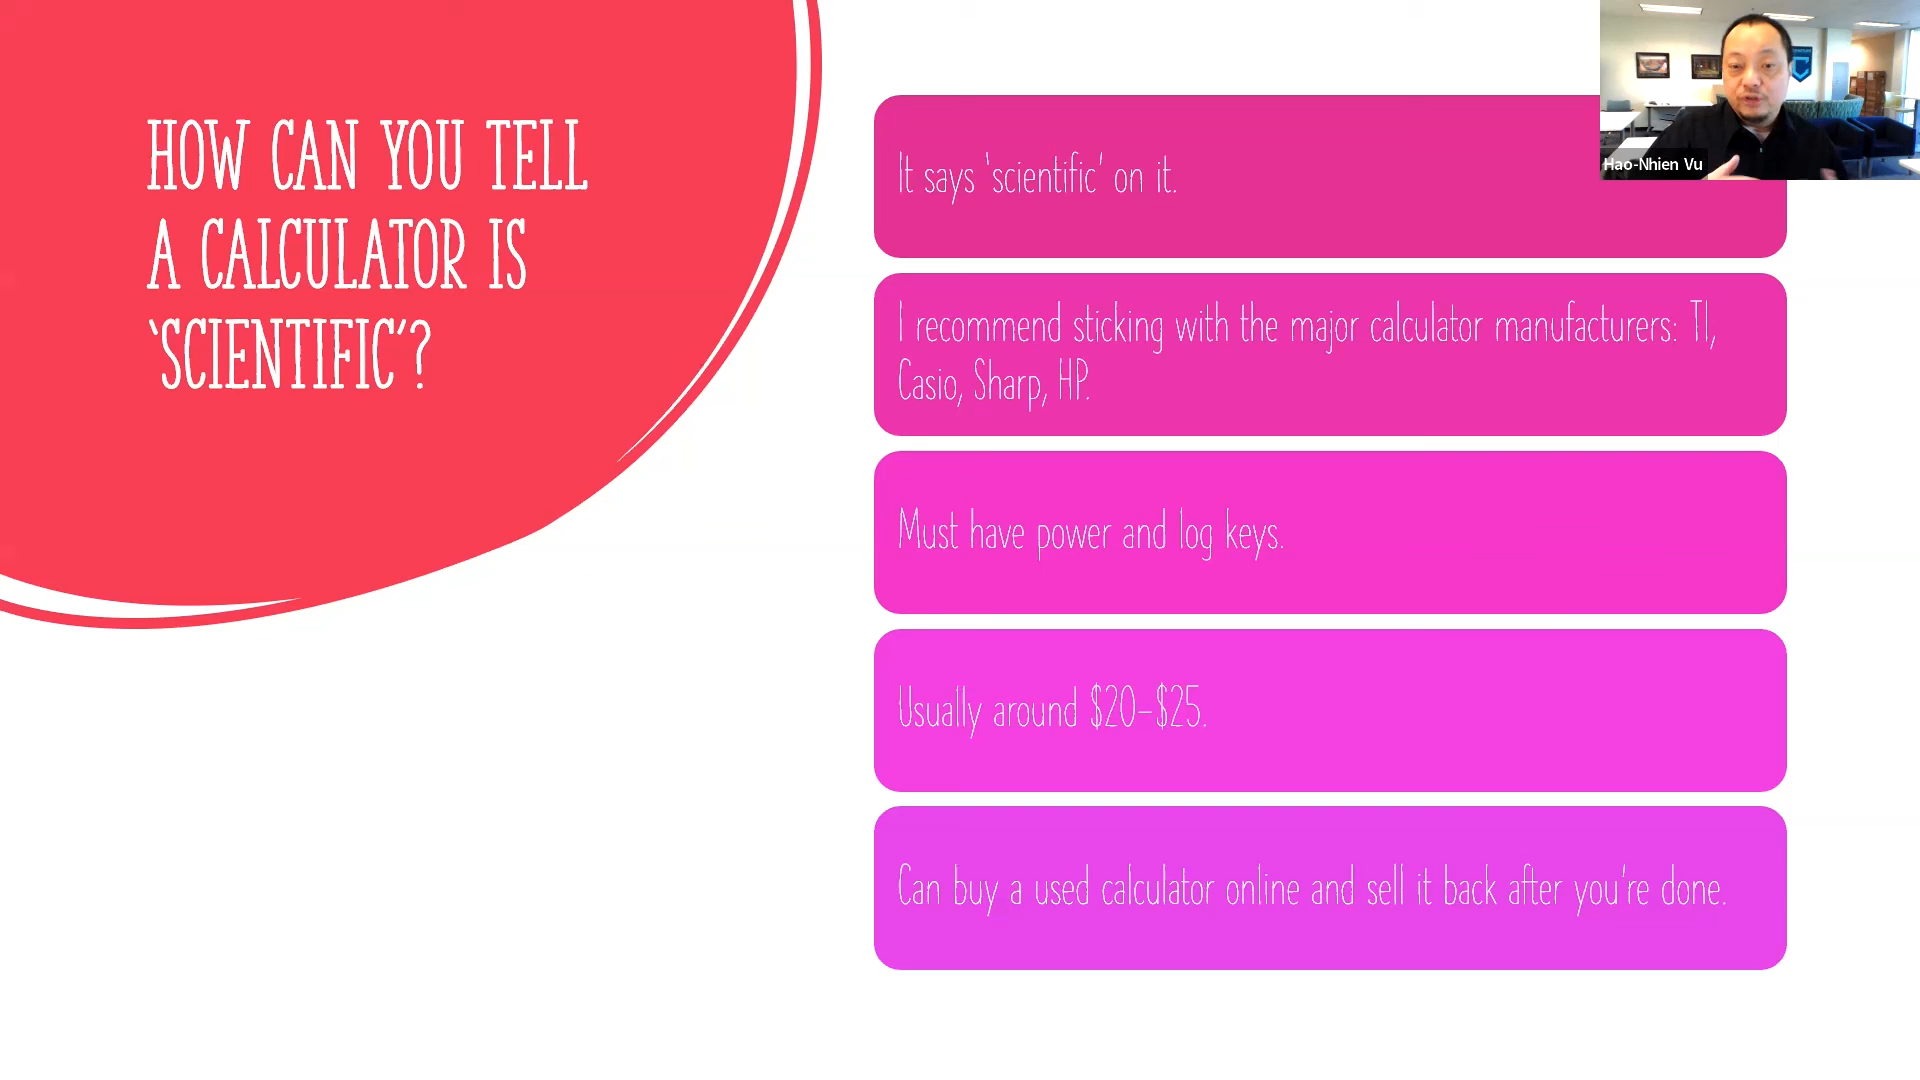 HOW CAN YOU TELL
A CALCULATOR IS
‘SCIENTIFIC’?
It says ‘scientific’ on it.
I recommend sticking with the major calculator manufacturers: TI,
Casio, Sharp, HP.
Must have power and log keys.
Usually around $20–$25.
Can buy a used calculator online and sell it back after you’re done.
Hao-Nhien Vu